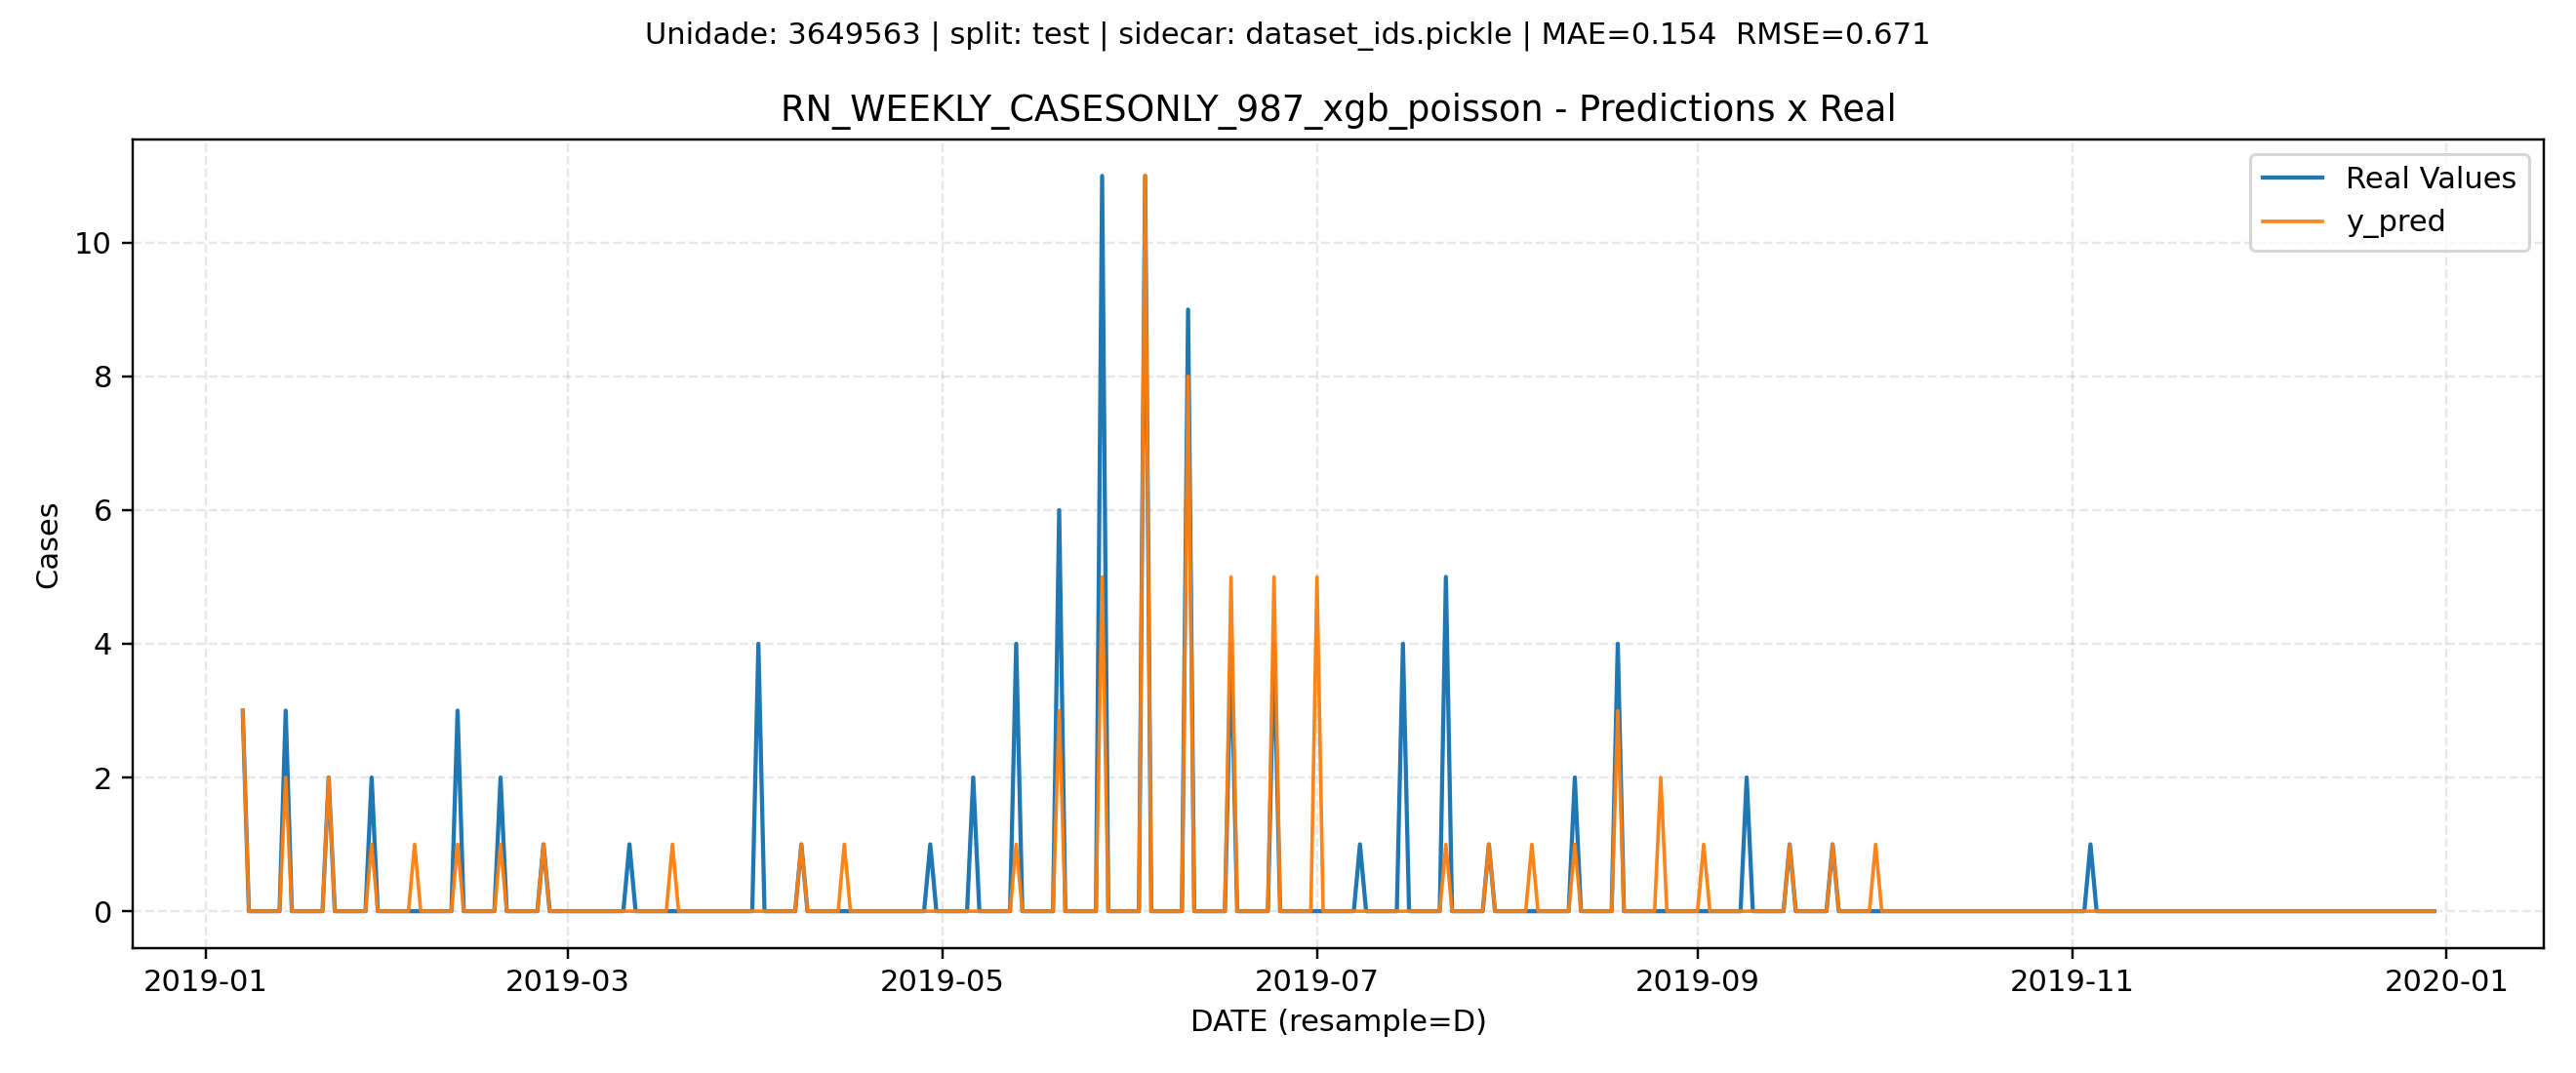 Unidade: 3649563 | split: test | sidecar: dataset_ids.pickle | MAE=0.154  RMSE=0.671
RN_WEEKLY_CASESONLY_987_xgb_poisson - Predictions x Real
Real Values
y_pred
Cases
10
8
6
4
2
0
2019-01 2019-03 2019-05 2019-07 2019-09 2019-11 2020-01
DATE (resample=D)